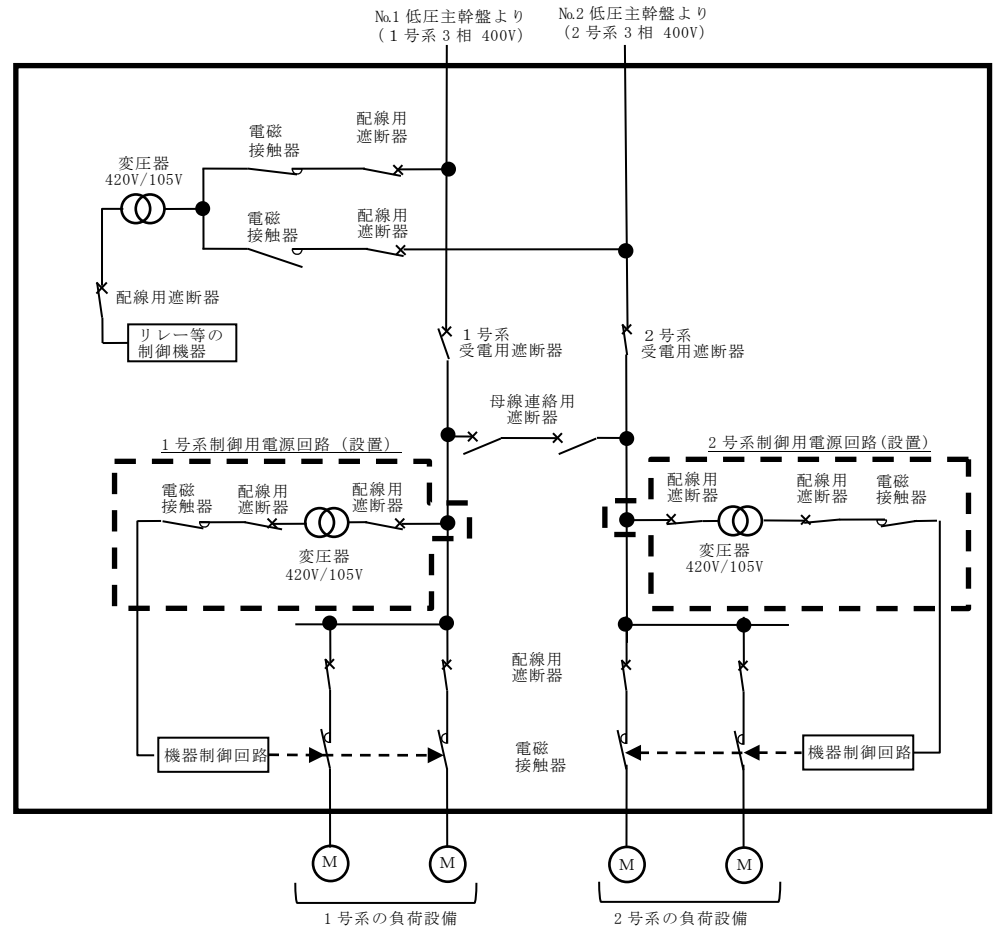 №1 低圧主幹盤より
（１号系３相 400V）
№2 低圧主幹盤より
（2 号系 3 相 400V）
配線用
遮断器
電磁
接触器
変圧器
420V/105V
配線用
遮断器
電磁
接触器
配線用遮断器
リレー等の
制御機器
１号系
受電用遮断器
２号系
受電用遮断器
母線連絡用
遮断器
1 号系制御用電源回路（設置）
2 号系制御用電源回路(設置)
電磁
接触器
配線用
遮断器
配線用
遮断器
変圧器
420V/105V
配線用
遮断器
配線用
遮断器
電磁
接触器
変圧器
420V/105V
配線用
遮断器
機器制御回路
電磁
接触器
機器制御回路
M
M
M
M
1 号系の負荷設備
2 号系の負荷設備